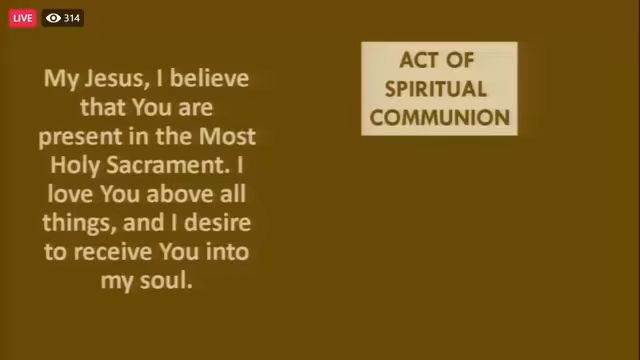 LIVE 314
My Jesus, I believe
that You are
present in the Most
Holy Sacrament. I
love You above all
things, and I desire
to receive You into
my soul.
ACT OF
SPIRITUAL
COMMUNION